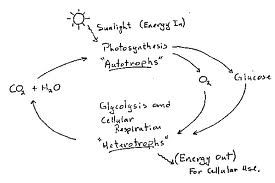 Sunlight (Energy In)
Photosynthesis
"Autotrophs"
O₂
Glucose
CO₂ + H₂O
Glycolysis and
Cellular
Respiration
"Heterotrophs"
(Energy Out)
For Cellular Use.